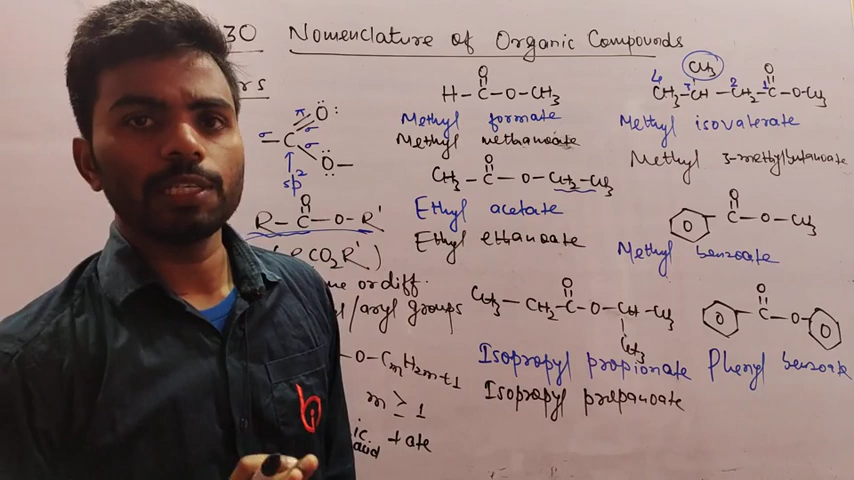 30 Nomenclature of Organic Compounds
rs
π
O
σ
σ
-C
σ
O-
sp²
O
R-C-O-R'
RCO₂R')
me or diff.
l/aryl groups
-O-CmH2m+1
m ≥ 1
ic acid + ate
O
H-C-O-CH₃
Methyl formate
Methyl methanoate
O
CH₃-C-O-CH₂-CH₃
Ethyl acetate
Ethyl ethanoate
O
CH₃-CH₂-C-O-CH-CH₃
CH₃
Isopropyl propionate
Isopropyl propanoate
CH₃
4 3 2 1 O
CH₃-CH-CH₂-C-O-CH₃
Methyl isovalerate
Methyl 3-methylbutanoate
O
C-O-CH₃
Methyl benzoate
O
C-O-
Phenyl benzoate